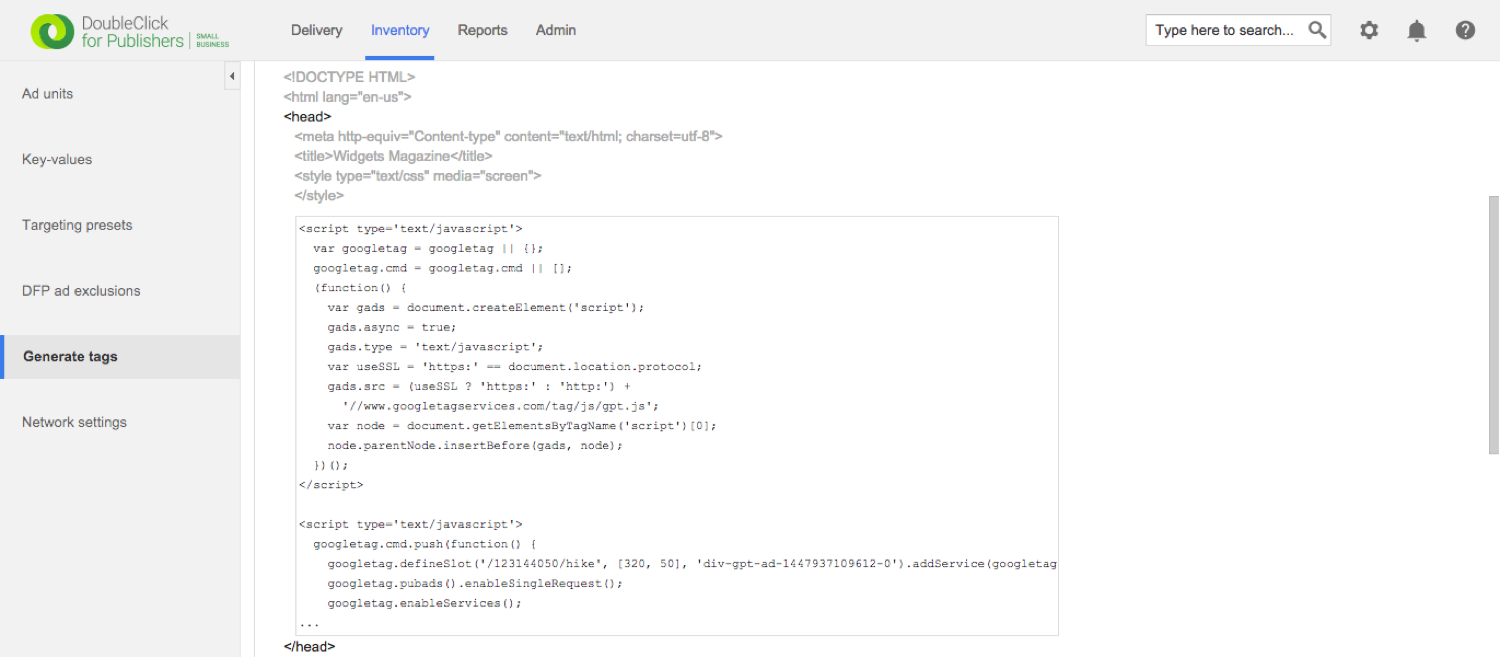 DoubleClick
for Publishers | SMALL BUSINESS
Delivery Inventory Reports Admin
Type here to search...
Ad units
Key-values
Targeting presets
DFP ad exclusions
Generate tags
Network settings
<!DOCTYPE HTML>
<html lang="en-us">
<head>
<meta http-equiv="Content-type" content="text/html; charset=utf-8">
<title>Widgets Magazine</title>
<style type="text/css" media="screen">
</style>
<script type='text/javascript'>
var googletag = googletag || {};
googletag.cmd = googletag.cmd || [];
(function() {
var gads = document.createElement('script');
gads.async = true;
gads.type = 'text/javascript';
var useSSL = 'https:' == document.location.protocol;
gads.src = (useSSL ? 'https:' : 'http:') +
'//www.googletagservices.com/tag/js/gpt.js';
var node = document.getElementsByTagName('script')[0];
node.parentNode.insertBefore(gads, node);
})();
</script>
<script type='text/javascript'>
googletag.cmd.push(function() {
googletag.defineSlot('/123144050/hike', [320, 50], 'div-gpt-ad-1447937109612-0').addService(googletag
googletag.pubads().enableSingleRequest();
googletag.enableServices();
...
</head>